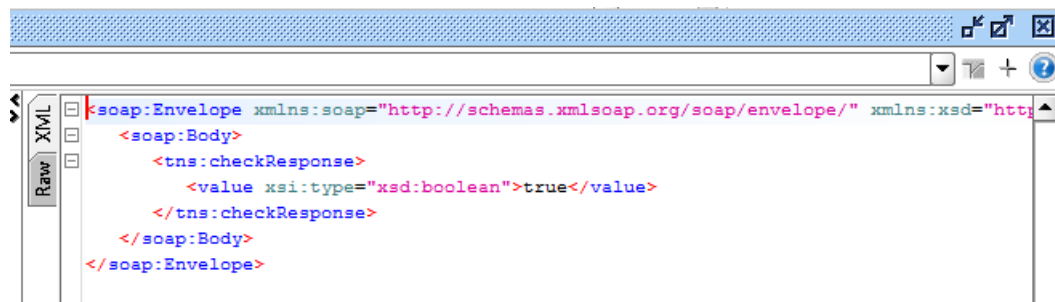 XML
Raw
<soap:Envelope xmlns:soap="http://schemas.xmlsoap.org/soap/envelope/" xmlns:xsd="http
<soap:Body>
<tns:checkResponse>
<value xsi:type="xsd:boolean">true</value>
</tns:checkResponse>
</soap:Body>
</soap:Envelope>